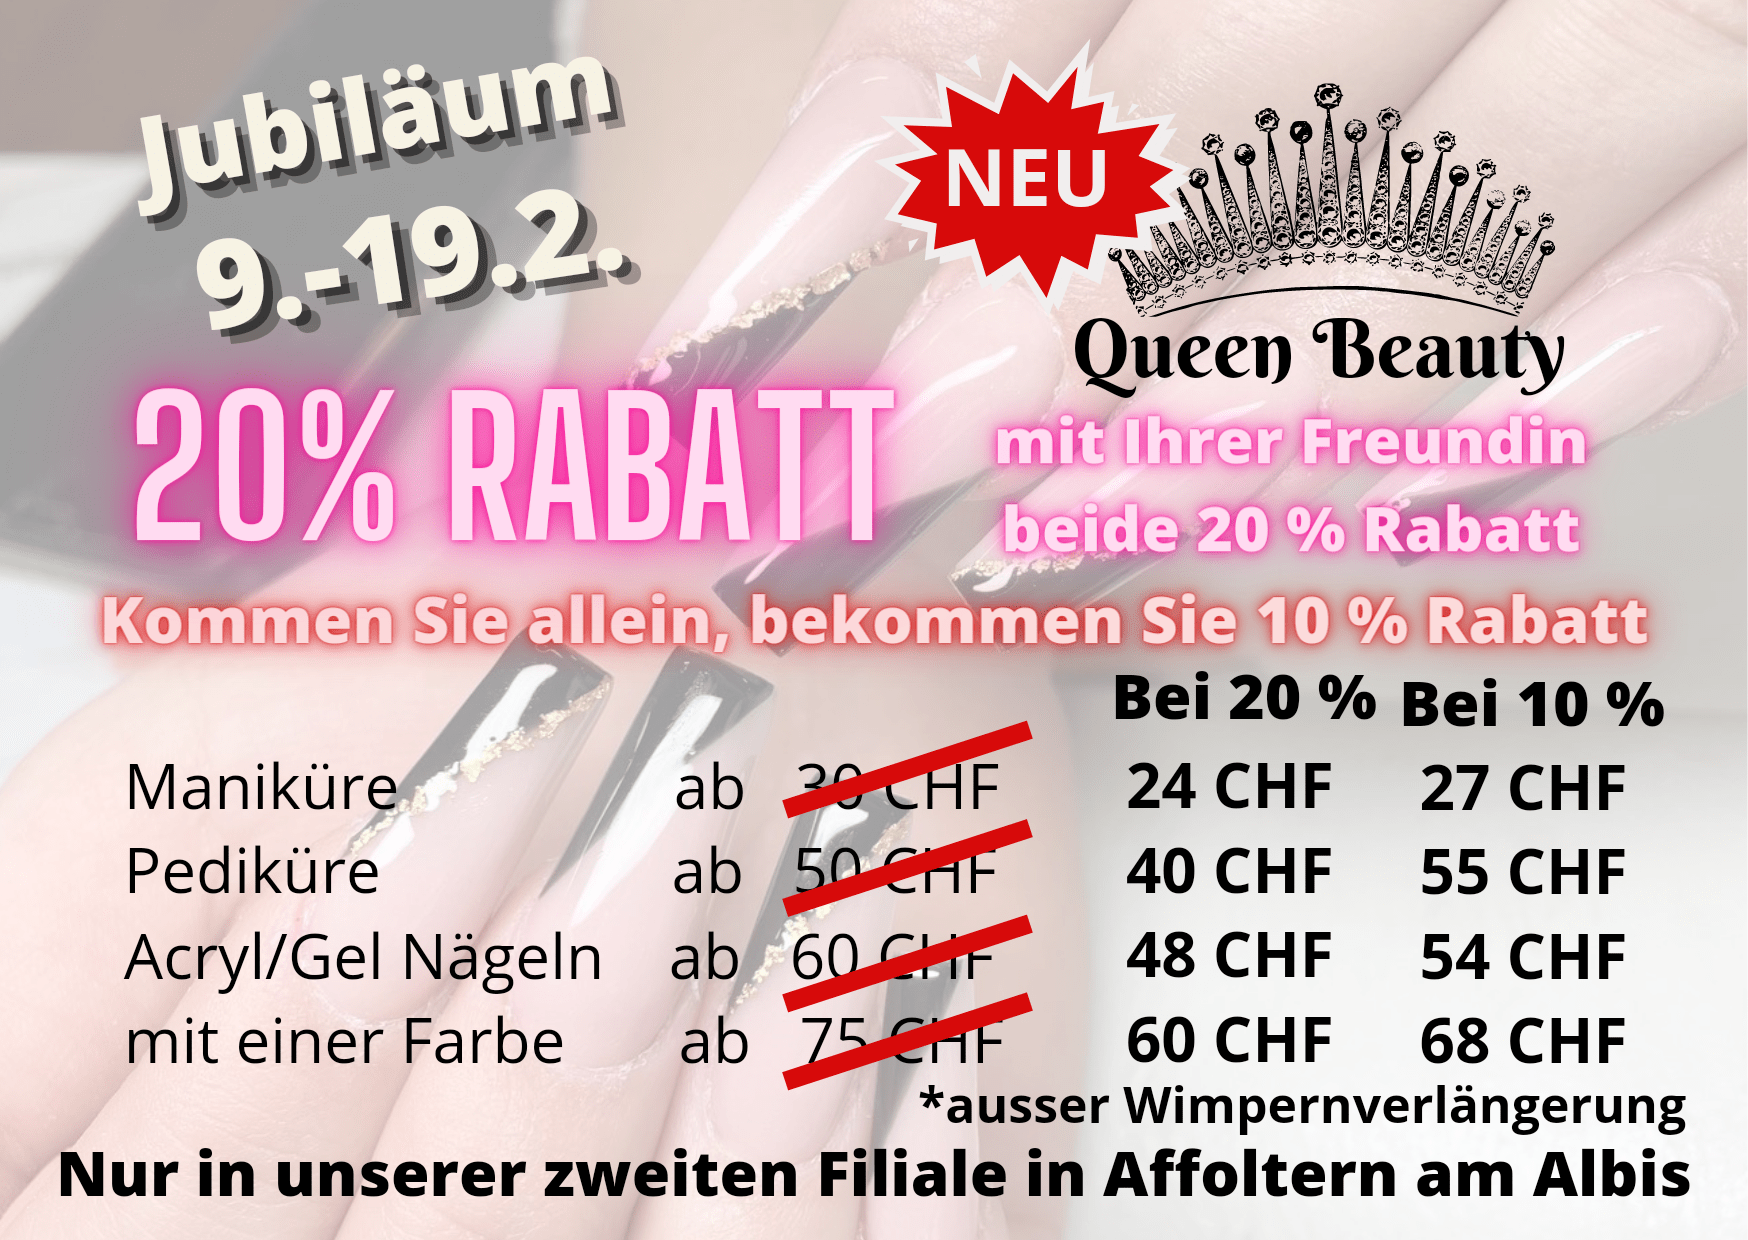 Jubiläum
9.-19.2.
NEU
Queen Beauty
20% RABATT
mit Ihrer Freundin
beide 20 % Rabatt
Kommen Sie allein, bekommen Sie 10 % Rabatt
Bei 20 % Bei 10 %
Maniküre ab 30 CHF 24 CHF 27 CHF
Pediküre ab 50 CHF 40 CHF 55 CHF
Acryl/Gel Nägeln ab 60 CHF 48 CHF 54 CHF
mit einer Farbe ab 75 CHF 60 CHF 68 CHF
*ausser Wimpernverlängerung
Nur in unserer zweiten Filiale in Affoltern am Albis